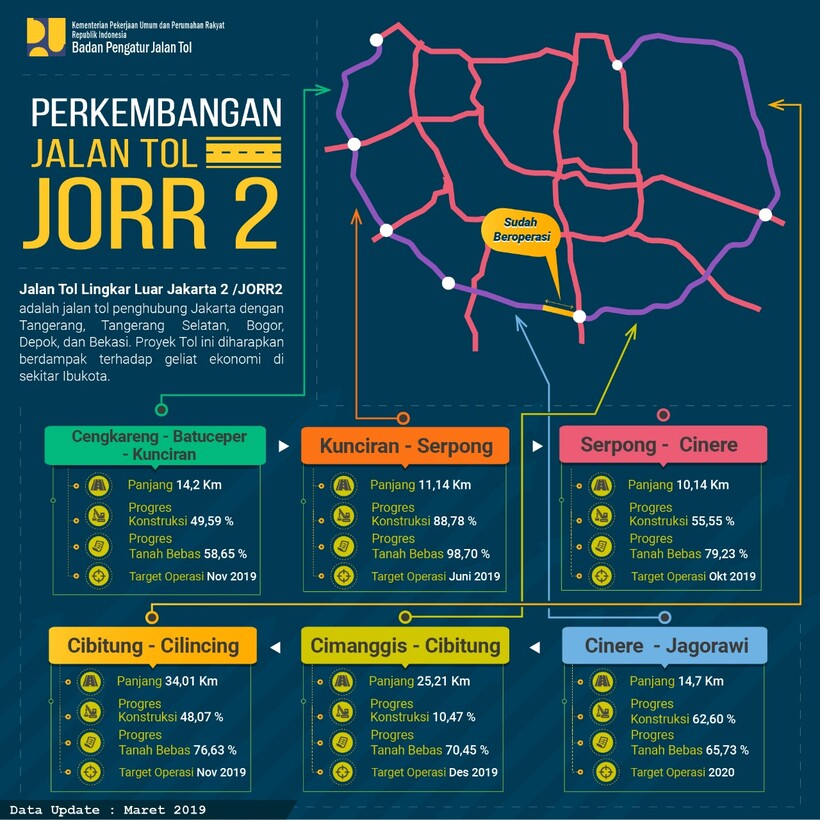 Kementerian Pekerjaan Umum dan Perumahan Rakyat
Republik Indonesia
Badan Pengatur Jalan Tol
PERKEMBANGAN
JALAN TOL
JORR 2
Jalan Tol Lingkar Luar Jakarta 2 /JORR2
adalah jalan tol penghubung Jakarta dengan
Tangerang, Tangerang Selatan, Bogor,
Depok, dan Bekasi. Proyek Tol ini diharapkan
berdampak terhadap geliat ekonomi di
sekitar Ibukota.
Sudah
Beroperasi
Cengkareng - Batuceper
- Kunciran
Panjang 14,2 Km
Progres
Konstruksi 49,59 %
Progres
Tanah Bebas 58,65 %
Target Operasi Nov 2019
Kunciran - Serpong
Panjang 11,14 Km
Progres
Konstruksi 88,78 %
Progres
Tanah Bebas 98,70 %
Target Operasi Juni 2019
Serpong - Cinere
Panjang 10,14 Km
Progres
Konstruksi 55,55 %
Progres
Tanah Bebas 79,23 %
Target Operasi Okt 2019
Cibitung - Cilincing
Panjang 34,01 Km
Progres
Konstruksi 48,07 %
Progres
Tanah Bebas 76,63 %
Target Operasi Nov 2019
Cimanggis - Cibitung
Panjang 25,21 Km
Progres
Konstruksi 10,47 %
Progres
Tanah Bebas 70,45 %
Target Operasi Des 2019
Cinere - Jagorawi
Panjang 14,7 Km
Progres
Konstruksi 62,60 %
Progres
Tanah Bebas 65,73 %
Target Operasi 2020
Data Update : Maret 2019